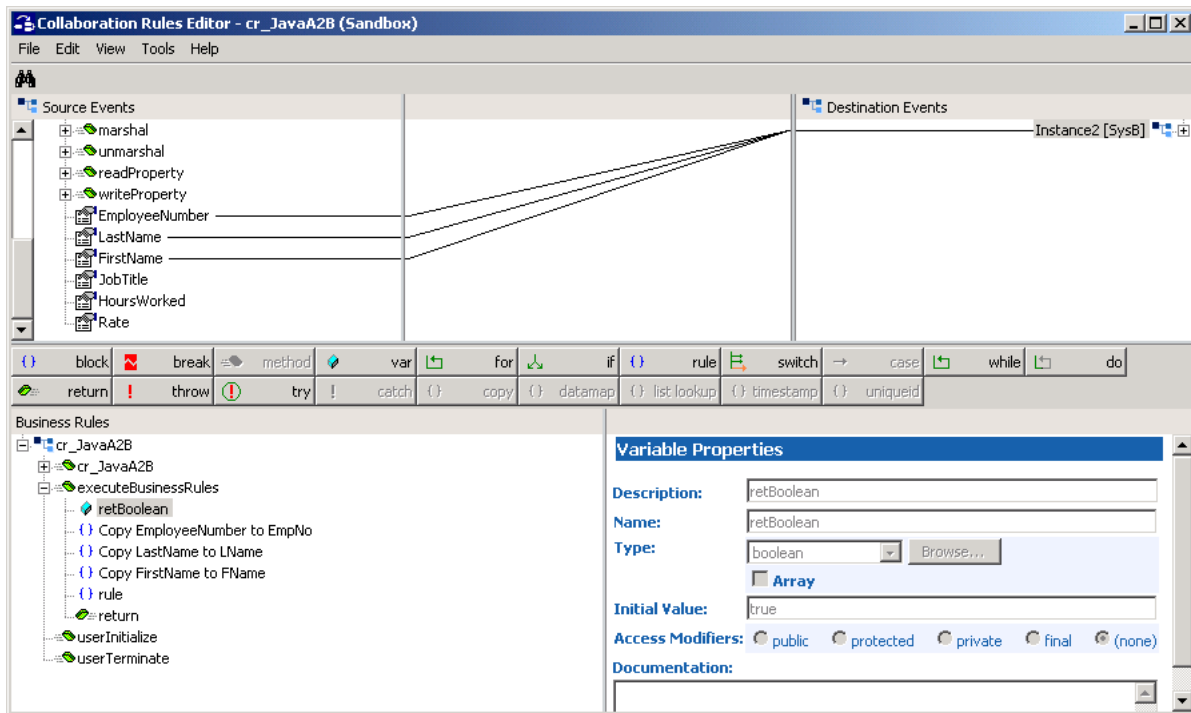 Collaboration Rules Editor - cr_JavaA2B (Sandbox)
File Edit View Tools Help
Source Events
Destination Events
marshal
Instance2 [SysB]
unmarshal
readProperty
writeProperty
EmployeeNumber
LastName
FirstName
JobTitle
HoursWorked
Rate
{} block break method var for if {} rule switch case while do
return throw try catch {} copy {} datamap {} list lookup {} timestamp {} uniqueid
Business Rules
cr_JavaA2B
cr_JavaA2B
executeBusinessRules
retBoolean
{} Copy EmployeeNumber to EmpNo
{} Copy LastName to LName
{} Copy FirstName to FName
{} rule
return
userInitialize
userTerminate
Variable Properties
Description: retBoolean
Name: retBoolean
Type: boolean Browse...
Array
Initial Value: true
Access Modifiers: public protected private final (none)
Documentation: